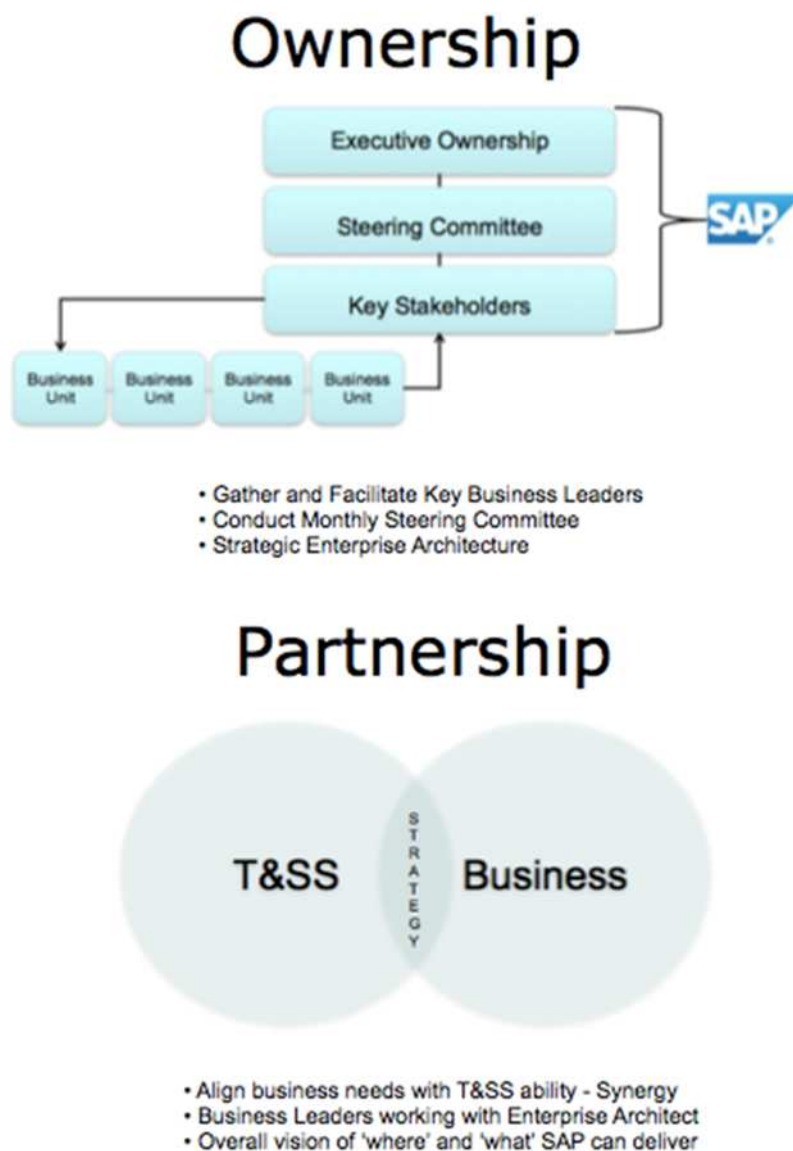 Ownership
Executive Ownership
Steering Committee
SAP
®
Key Stakeholders
Business
Unit
Business
Unit
Business
Unit
Business
Unit
• Gather and Facilitate Key Business Leaders
• Conduct Monthly Steering Committee
• Strategic Enterprise Architecture
Partnership
T&SS
STRATEGY
Business
• Align business needs with T&SS ability - Synergy
• Business Leaders working with Enterprise Architect
• Overall vision of 'where' and 'what' SAP can deliver